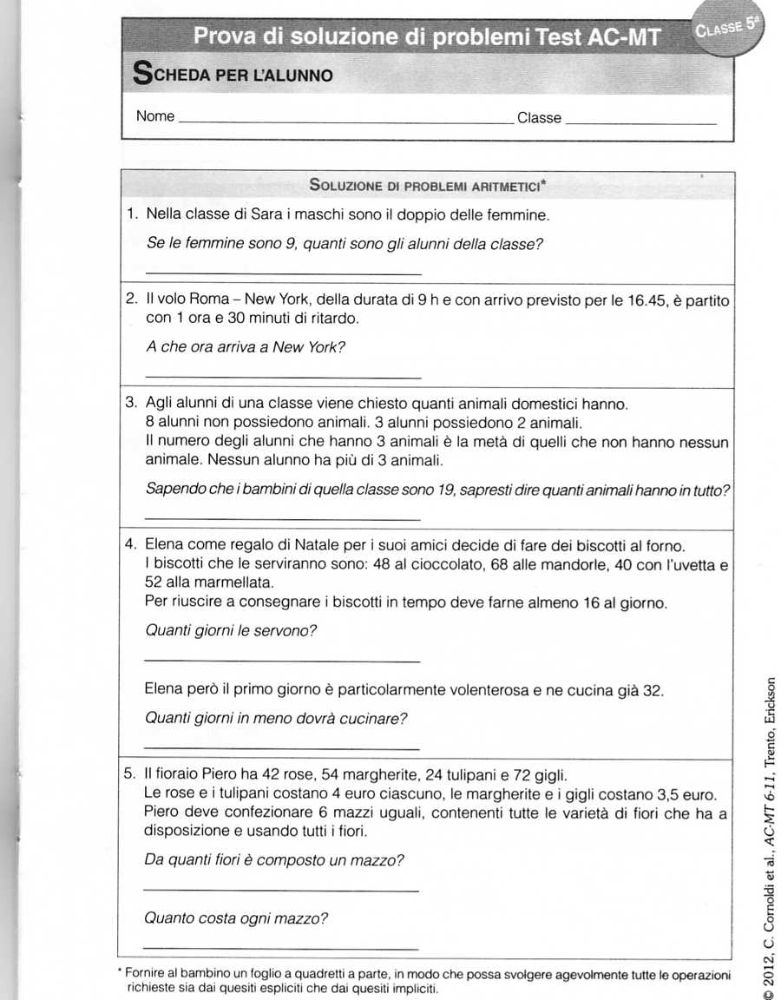 Prova di soluzione di problemi Test AC-MT
CLASSE 5ª
SCHEDA PER L'ALUNNO
Nome Classe
SOLUZIONE DI PROBLEMI ARITMETICI*
1. Nella classe di Sara i maschi sono il doppio delle femmine.
Se le femmine sono 9, quanti sono gli alunni della classe?
2. Il volo Roma – New York, della durata di 9 h e con arrivo previsto per le 16.45, è partito
con 1 ora e 30 minuti di ritardo.
A che ora arriva a New York?
3. Agli alunni di una classe viene chiesto quanti animali domestici hanno.
8 alunni non possiedono animali. 3 alunni possiedono 2 animali.
Il numero degli alunni che hanno 3 animali è la metà di quelli che non hanno nessun
animale. Nessun alunno ha più di 3 animali.
Sapendo che i bambini di quella classe sono 19, sapresti dire quanti animali hanno in tutto?
4. Elena come regalo di Natale per i suoi amici decide di fare dei biscotti al forno.
I biscotti che le serviranno sono: 48 al cioccolato, 68 alle mandorle, 40 con l'uvetta e
52 alla marmellata.
Per riuscire a consegnare i biscotti in tempo deve farne almeno 16 al giorno.
Quanti giorni le servono?
Elena però il primo giorno è particolarmente volenterosa e ne cucina già 32.
Quanti giorni in meno dovrà cucinare?
5. Il fioraio Piero ha 42 rose, 54 margherite, 24 tulipani e 72 gigli.
Le rose e i tulipani costano 4 euro ciascuno, le margherite e i gigli costano 3,5 euro.
Piero deve confezionare 6 mazzi uguali, contenenti tutte le varietà di fiori che ha a
disposizione e usando tutti i fiori.
Da quanti fiori è composto un mazzo?
Quanto costa ogni mazzo?
* Fornire al bambino un foglio a quadretti a parte, in modo che possa svolgere agevolmente tutte le operazioni
richieste sia dai quesiti espliciti che dai quesiti impliciti.
© 2012, C. Cornoldi et al., AC-MT 6-11, Trento, Erickson